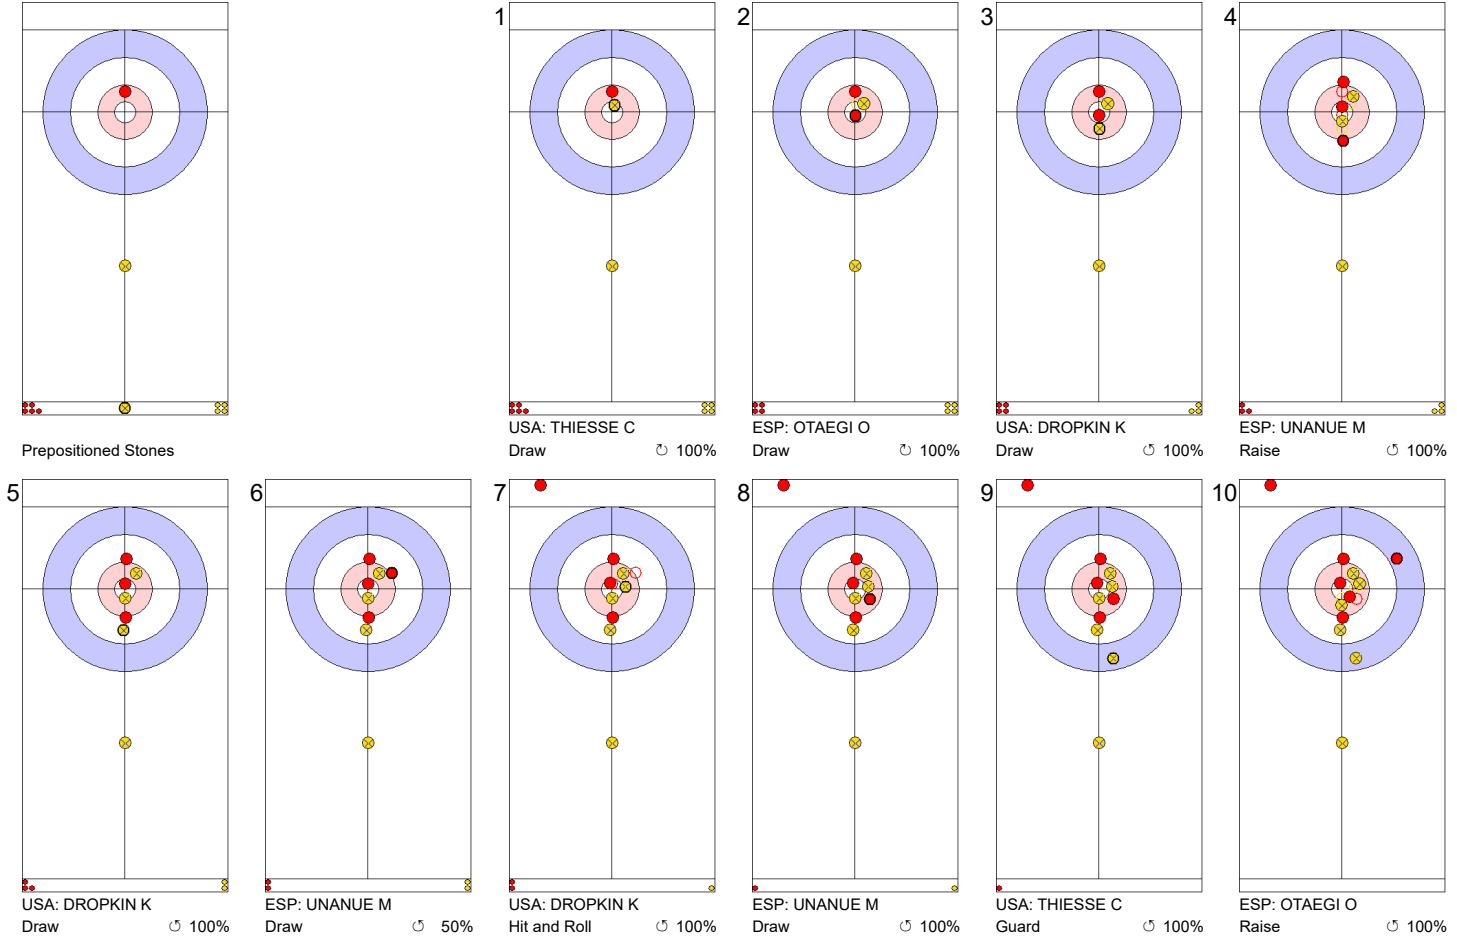 1 2 3 4
Prepositioned Stones
USA: THIESSE C
Draw ↻ 100%
ESP: OTAEGI O
Draw ↻ 100%
USA: DROPKIN K
Draw ↺ 100%
ESP: UNANUE M
Raise ↺ 100%
5 6 7 8 9 10
USA: DROPKIN K
Draw ↺ 100%
ESP: UNANUE M
Draw ↺ 50%
USA: DROPKIN K
Hit and Roll ↺ 100%
ESP: UNANUE M
Draw ↺ 100%
USA: THIESSE C
Guard ↺ 100%
ESP: OTAEGI O
Raise ↺ 100%